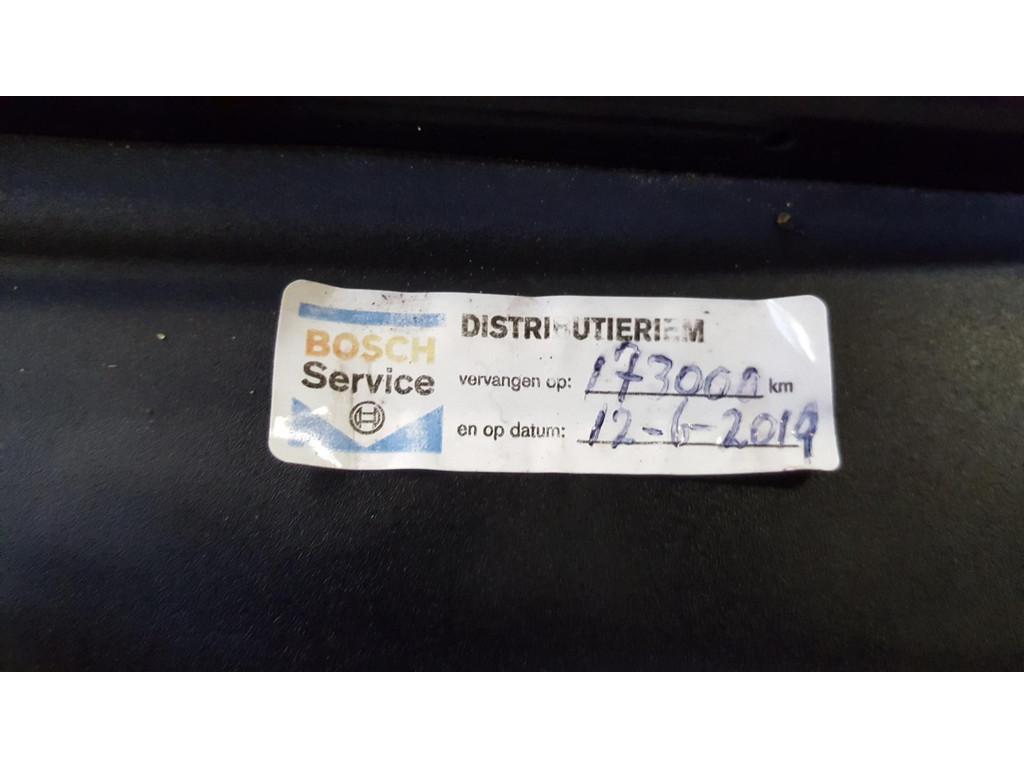 BOSCH
Service
DISTRIBUTIERIEM
vervangen op: 173000 km
en op datum: 12-6-2019